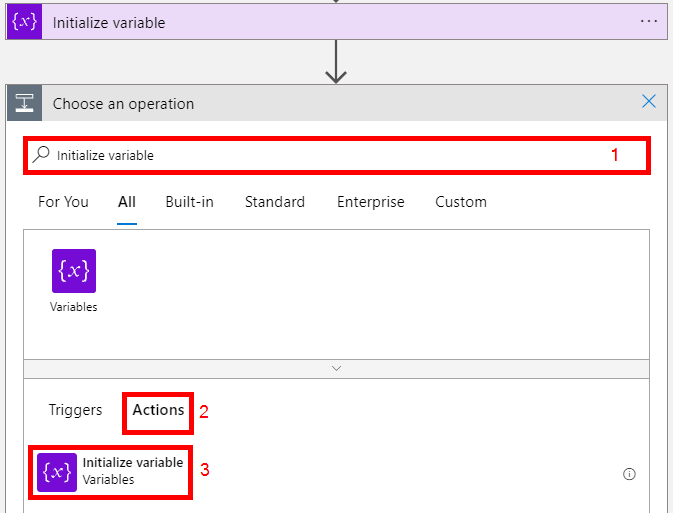 {x} Initialize variable ...
Choose an operation
Initialize variable 1
For You All Built-in Standard Enterprise Custom
{x}
Variables
Triggers Actions 2
{x} Initialize variable 3
Variables